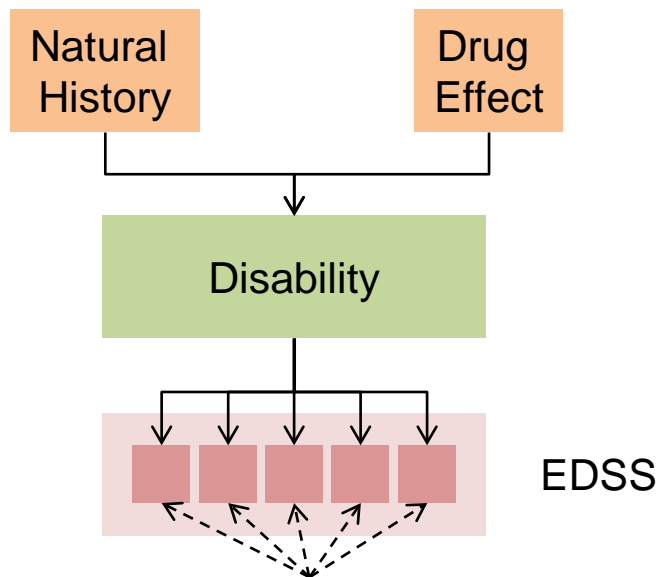 Natural
History
Drug
Effect
Disability
EDSS